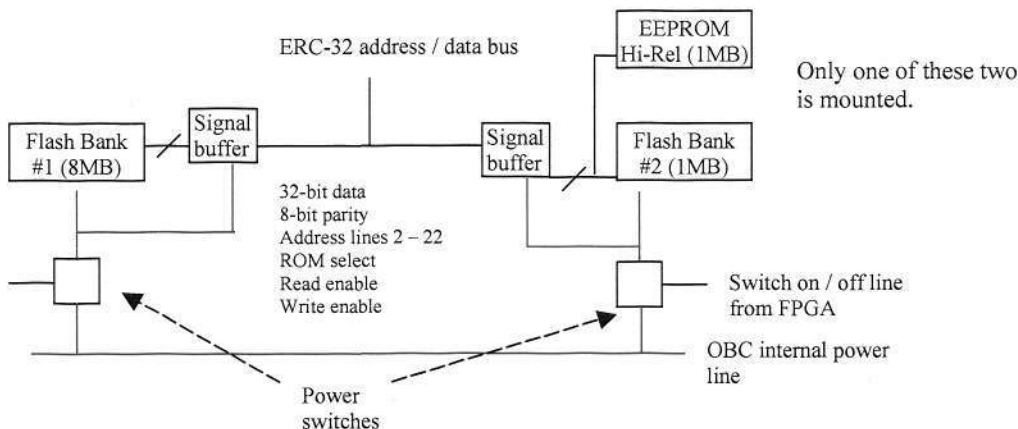 ERC-32 address / data bus
EEPROM
Hi-Rel (1MB)
Only one of these two
is mounted.
Flash Bank
#1 (8MB)
Signal
buffer
Signal
buffer
Flash Bank
#2 (1MB)
32-bit data
8-bit parity
Address lines 2 – 22
ROM select
Read enable
Write enable
Switch on / off line
from FPGA
OBC internal power
line
Power
switches